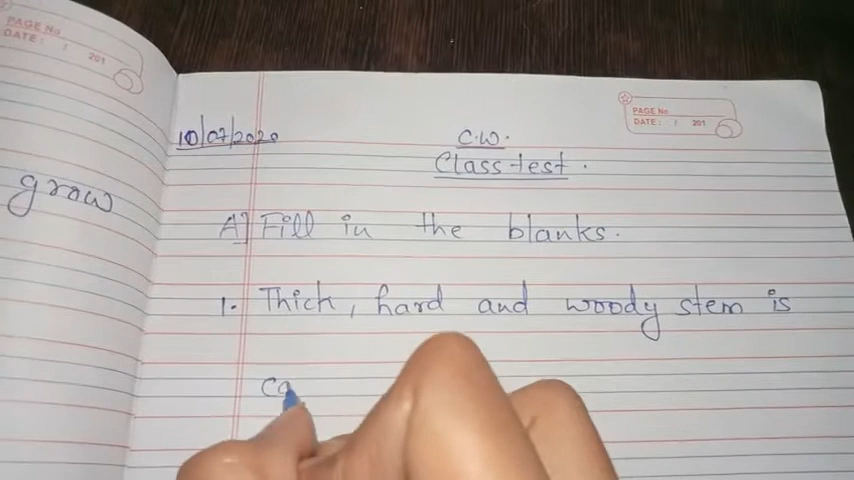 PAGE No
DATE : / 201
grow
PAGE No
DATE : / 201
10/07/2020
C.W.
Class test.
A] Fill in the blanks.
1. Thick, hard and woody stem is
ca